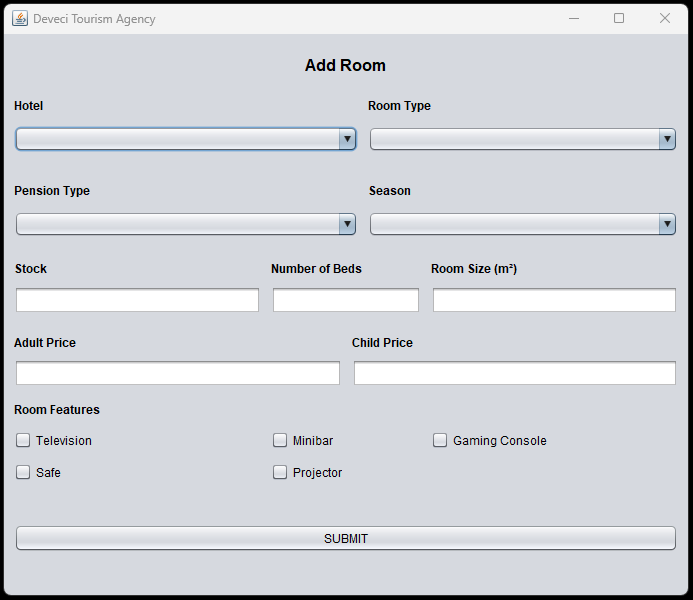 Deveci Tourism Agency
Add Room
Hotel Room Type
Pension Type Season
Stock Number of Beds Room Size (m²)
Adult Price Child Price
Room Features
Television Minibar Gaming Console
Safe Projector
SUBMIT